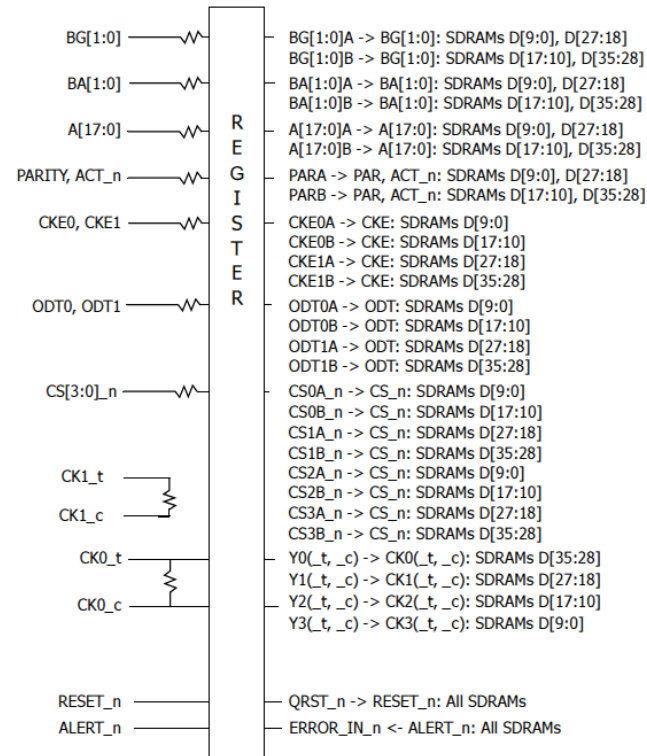 BG[1:0]
BG[1:0]A -> BG[1:0]: SDRAMs D[9:0], D[27:18]
BG[1:0]B -> BG[1:0]: SDRAMs D[17:10], D[35:28]
BA[1:0]
BA[1:0]A -> BA[1:0]: SDRAMs D[9:0], D[27:18]
BA[1:0]B -> BA[1:0]: SDRAMs D[17:10], D[35:28]
A[17:0]
A[17:0]A -> A[17:0]: SDRAMs D[9:0], D[27:18]
A[17:0]B -> A[17:0]: SDRAMs D[17:10], D[35:28]
PARITY, ACT_n
PARA -> PAR, ACT_n: SDRAMs D[9:0], D[27:18]
PARB -> PAR, ACT_n: SDRAMs D[17:10], D[35:28]
REGISTER
CKE0, CKE1
CKE0A -> CKE: SDRAMs D[9:0]
CKE0B -> CKE: SDRAMs D[17:10]
CKE1A -> CKE: SDRAMs D[27:18]
CKE1B -> CKE: SDRAMs D[35:28]
ODT0, ODT1
ODT0A -> ODT: SDRAMs D[9:0]
ODT0B -> ODT: SDRAMs D[17:10]
ODT1A -> ODT: SDRAMs D[27:18]
ODT1B -> ODT: SDRAMs D[35:28]
CS[3:0]_n
CS0A_n -> CS_n: SDRAMs D[9:0]
CS0B_n -> CS_n: SDRAMs D[17:10]
CS1A_n -> CS_n: SDRAMs D[27:18]
CS1B_n -> CS_n: SDRAMs D[35:28]
CS2A_n -> CS_n: SDRAMs D[9:0]
CS2B_n -> CS_n: SDRAMs D[17:10]
CS3A_n -> CS_n: SDRAMs D[27:18]
CS3B_n -> CS_n: SDRAMs D[35:28]
CK1_t
CK1_c
CK0_t
CK0_c
Y0(_t, _c) -> CK0(_t, _c): SDRAMs D[35:28]
Y1(_t, _c) -> CK1(_t, _c): SDRAMs D[27:18]
Y2(_t, _c) -> CK2(_t, _c): SDRAMs D[17:10]
Y3(_t, _c) -> CK3(_t, _c): SDRAMs D[9:0]
RESET_n
QRST_n -> RESET_n: All SDRAMs
ALERT_n
ERROR_IN_n <- ALERT_n: All SDRAMs